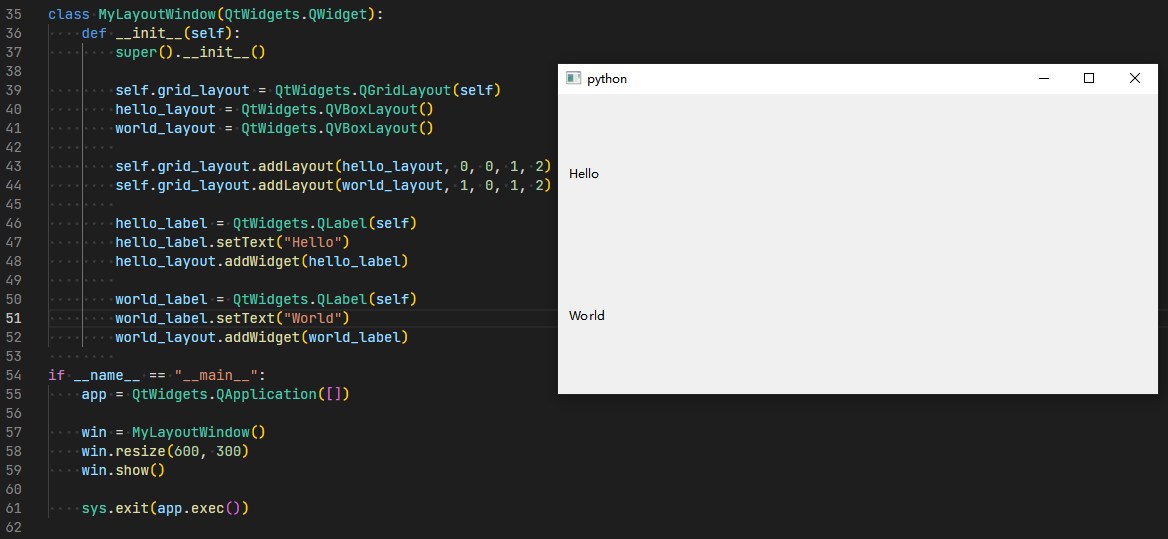 35 class MyLayoutWindow(QtWidgets.QWidget):
36     def __init__(self):
37         super().__init__()
38
39         self.grid_layout = QtWidgets.QGridLayout(self)
40         hello_layout = QtWidgets.QVBoxLayout()
41         world_layout = QtWidgets.QVBoxLayout()
42
43         self.grid_layout.addLayout(hello_layout, 0, 0, 1, 2)
44         self.grid_layout.addLayout(world_layout, 1, 0, 1, 2)
45
46         hello_label = QtWidgets.QLabel(self)
47         hello_label.setText("Hello")
48         hello_layout.addWidget(hello_label)
49
50         world_label = QtWidgets.QLabel(self)
51         world_label.setText("World")
52         world_layout.addWidget(world_label)
53
54 if __name__ == "__main__":
55     app = QtWidgets.QApplication([])
56
57     win = MyLayoutWindow()
58     win.resize(600, 300)
59     win.show()
60
61     sys.exit(app.exec())
62
python
Hello
World